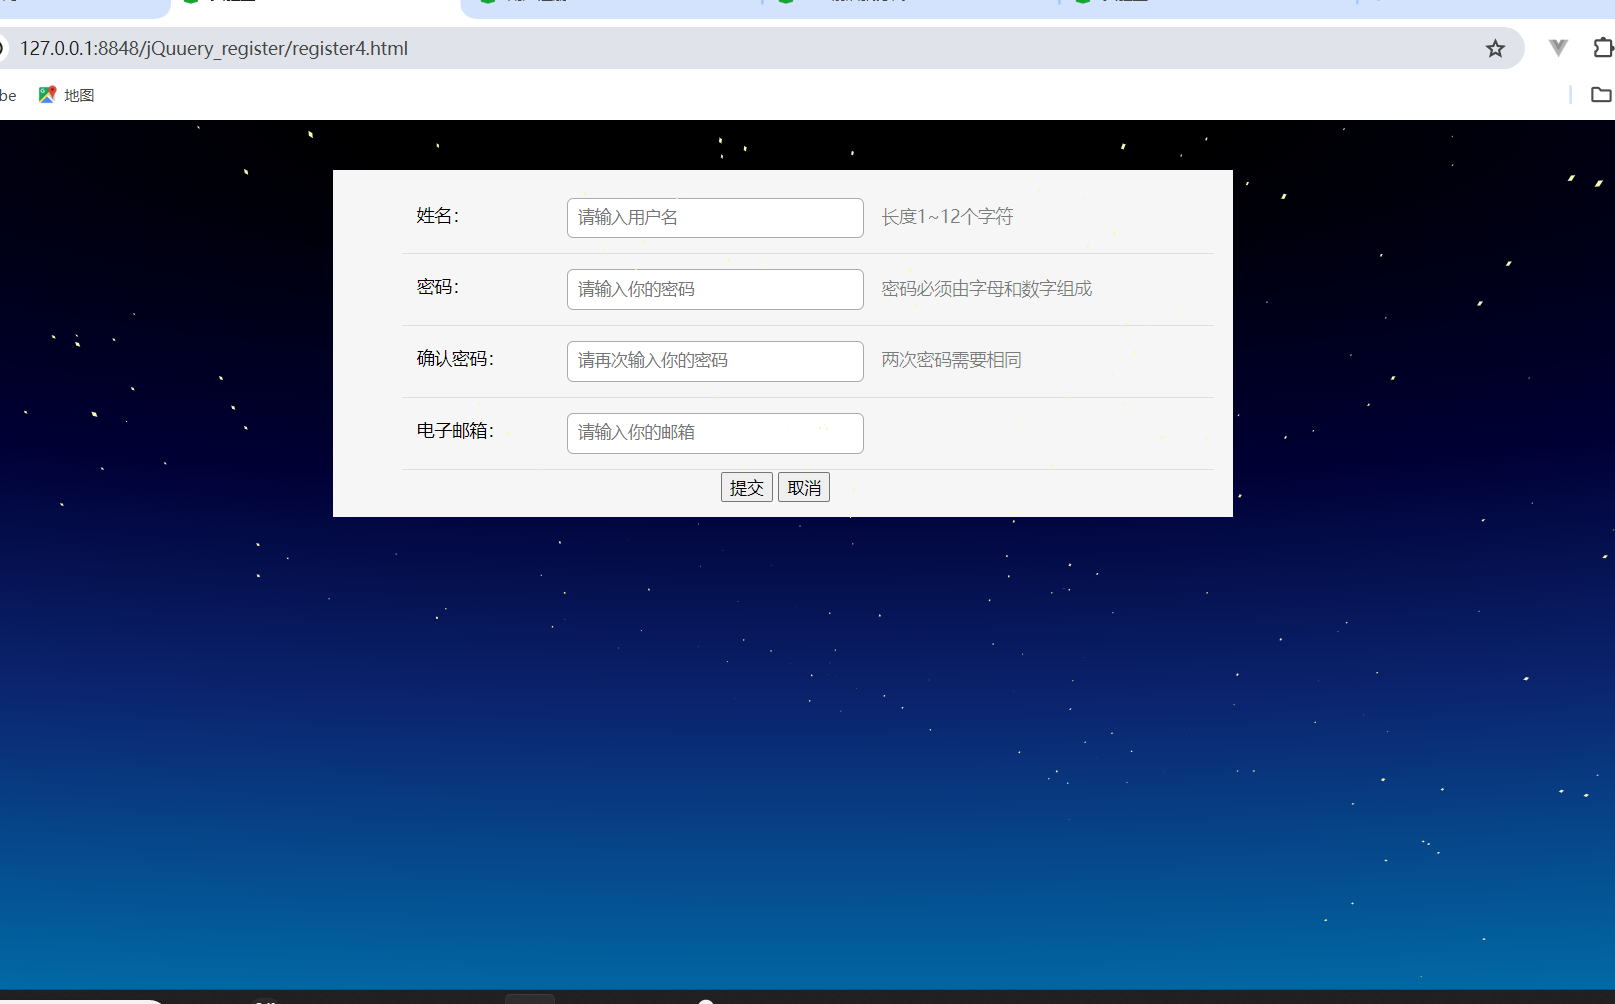 127.0.0.1:8848/jQuuery_register/register4.html
be 地图
姓名： 请输入用户名 长度1~12个字符
密码： 请输入你的密码 密码必须由字母和数字组成
确认密码： 请再次输入你的密码 两次密码需要相同
电子邮箱： 请输入你的邮箱
提交 取消